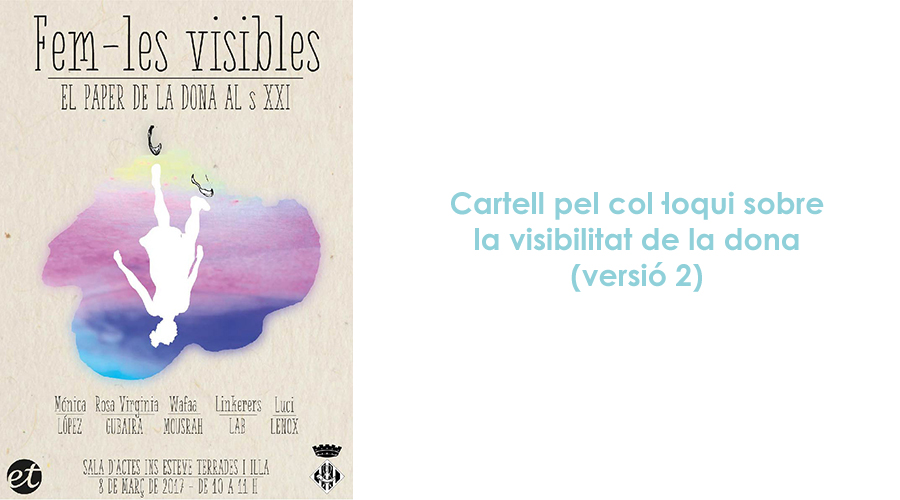 Fem-les visibles
EL PAPER DE LA DONA AL s XXI
Mónica Rosa Virginia Wafaa Linkerers Luci
LÓPEZ GUBAIRA MOUSRAH LAB LENOX
SALA D'ACTES INS ESTEVE TERRADES I ILLA
8 DE MARÇ DE 2017 - DE 10 A 11 H
et
Cartell pel col·loqui sobre
la visibilitat de la dona
(versió 2)